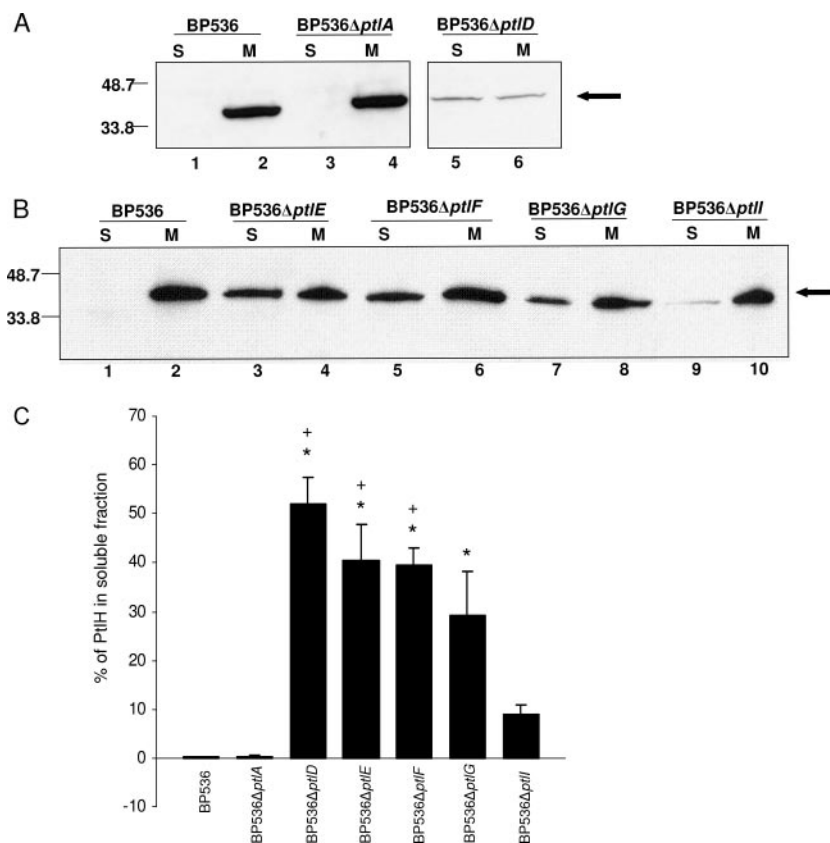 A
BP536 BP536ΔptlA BP536ΔptlD
S M S M S M
48.7
33.8
1 2 3 4 5 6
B
BP536 BP536ΔptlE BP536ΔptlF BP536ΔptlG BP536ΔptlI
S M S M S M S M S M
48.7
33.8
1 2 3 4 5 6 7 8 9 10
C
% of PtlH in soluble fraction
70
60
50
40
30
20
10
0
-10
+ + +
* * * *
BP536
BP536ΔptlA
BP536ΔptlD
BP536ΔptlE
BP536ΔptlF
BP536ΔptlG
BP536ΔptlI